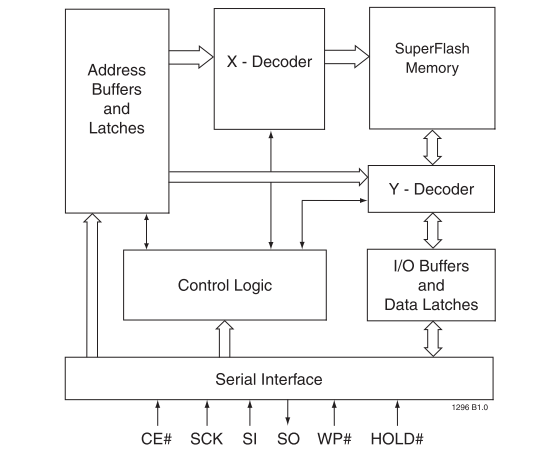 Address
Buffers
and
Latches
X - Decoder
SuperFlash
Memory
Y - Decoder
Control Logic
I/O Buffers
and
Data Latches
Serial Interface
1296 B1.0
CE# SCK SI SO WP# HOLD#